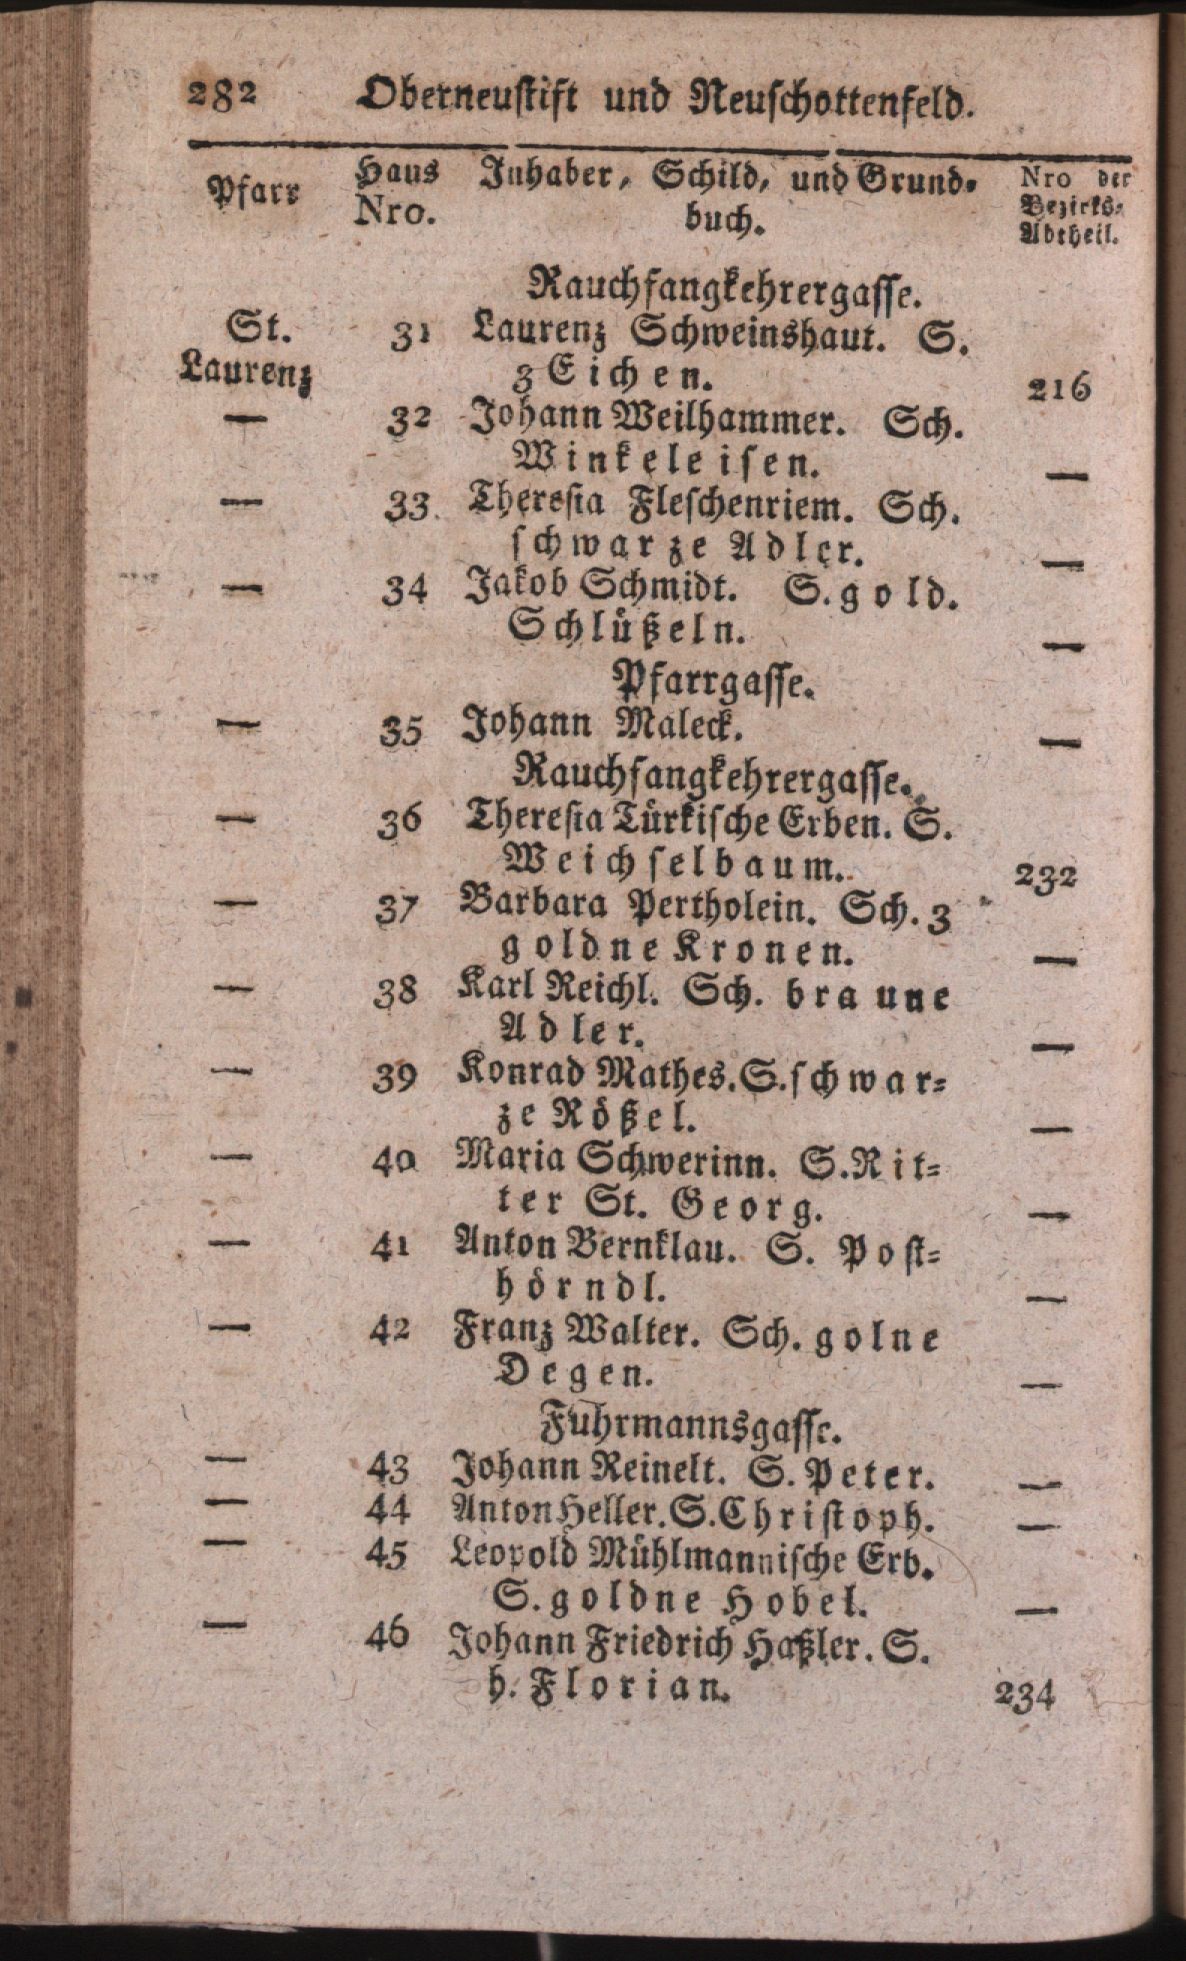 282 Oberneustift und Neuschottenfeld.
Pfarr Haus Nro. Inhaber, Schild, und Grund-buch. Nro der Bezirks-Abtheil.
Rauchfangkehrergasse.
St. 31 Laurenz Schweinshaut. S.
Laurenz 3 Eichen. 216
— 32 Johann Weilhammer. Sch.
Winkeleisen. —
— 33 Theresia Fleschenriem. Sch.
schwarze Adler. —
— 34 Jakob Schmidt. S. gold.
Schlüßeln. —
Pfarrgasse.
— 35 Johann Maleck. —
Rauchfangkehrergasse.
— 36 Theresia Türkische Erben. S.
Weichselbaum. 232
— 37 Barbara Pertholein. Sch. 3
goldne Kronen. —
— 38 Karl Reichl. Sch. braune
Adler. —
— 39 Konrad Mathes. S. schwar-
ze Rößel. —
— 40 Maria Schwerinn. S. Rit-
ter St. Georg. —
— 41 Anton Bernklau. S. Post-
hörndl. —
— 42 Franz Walter. Sch. golne
Degen. —
Fuhrmannsgasse.
— 43 Johann Reinelt. S. Peter. —
— 44 Anton Heller. S. Christoph. —
— 45 Leopold Mühlmannische Erb.
S. goldne Hobel. —
— 46 Johann Friedrich Haßler. S.
h. Florian. 234